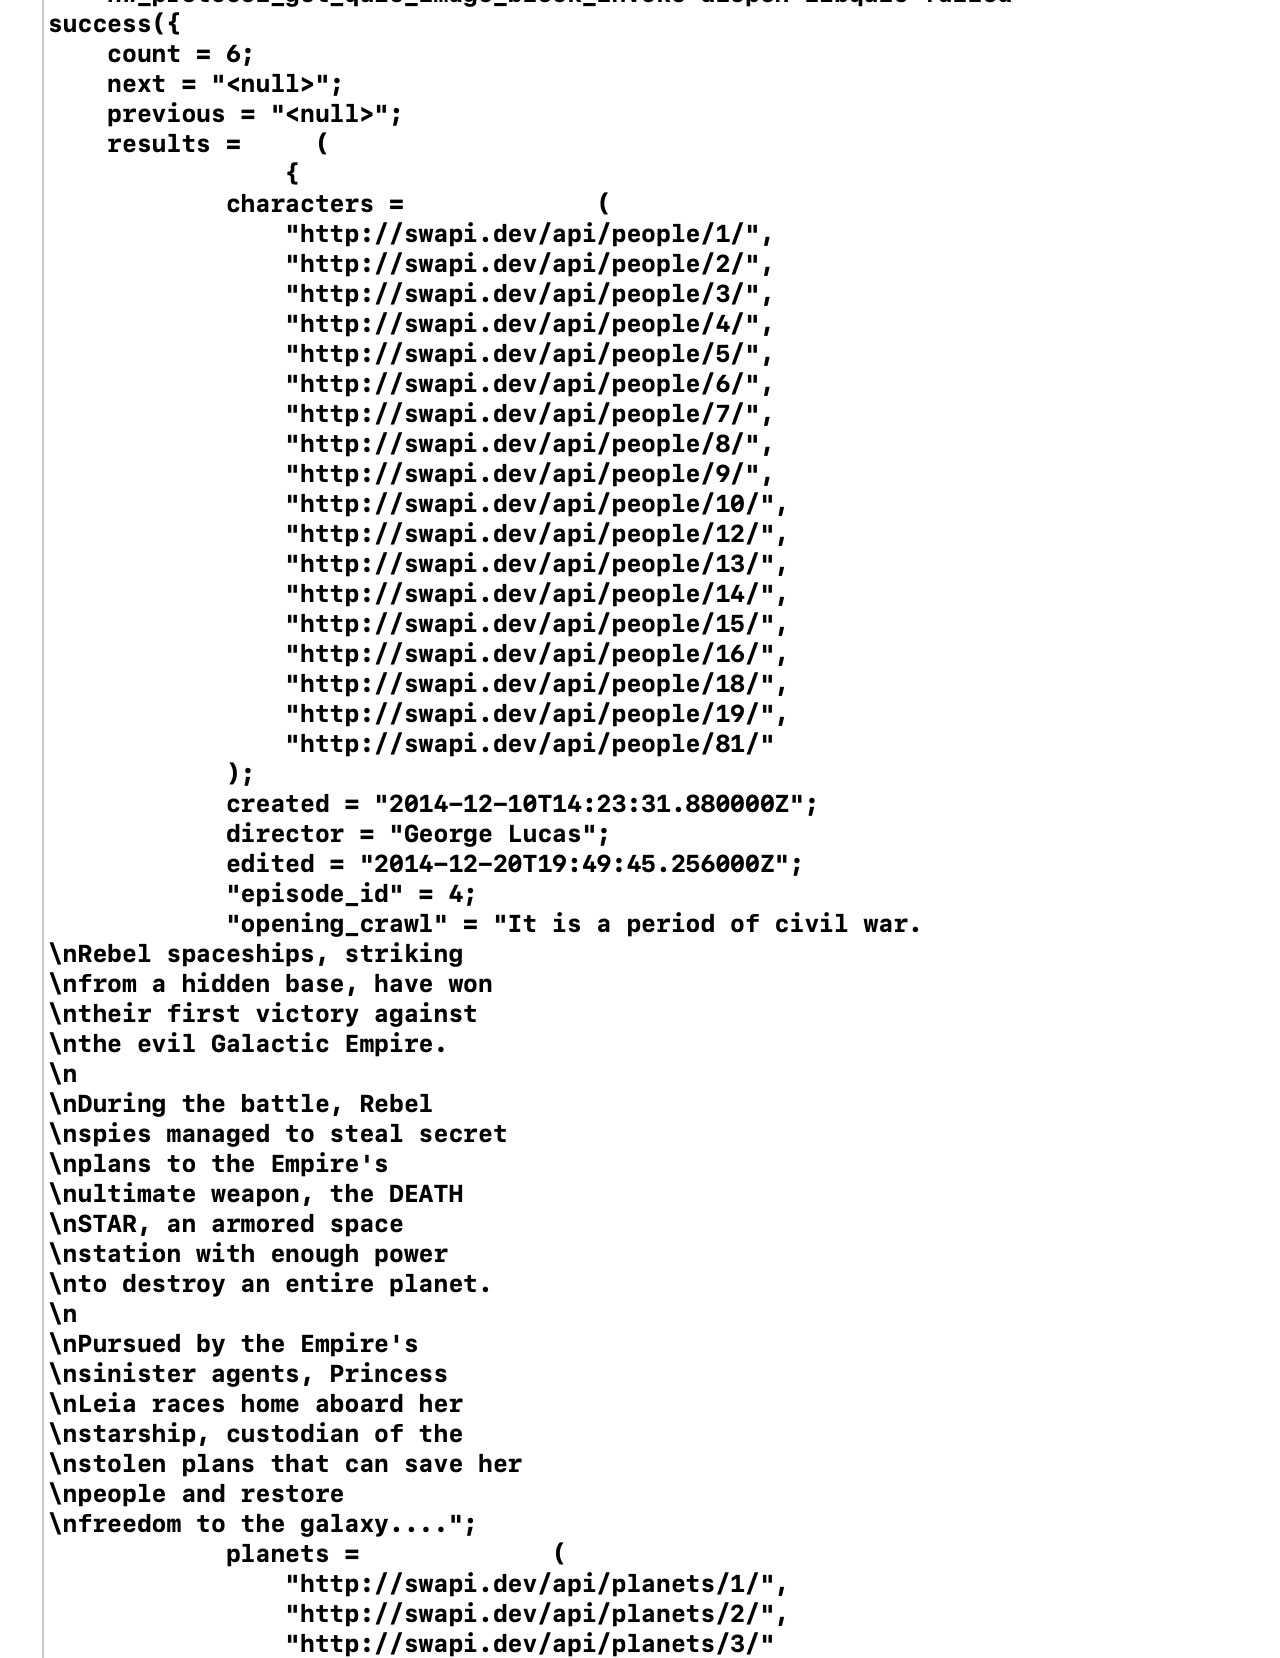 success({
    count = 6;
    next = "<null>";
    previous = "<null>";
    results =     (
                {
            characters =             (
                "http://swapi.dev/api/people/1/",
                "http://swapi.dev/api/people/2/",
                "http://swapi.dev/api/people/3/",
                "http://swapi.dev/api/people/4/",
                "http://swapi.dev/api/people/5/",
                "http://swapi.dev/api/people/6/",
                "http://swapi.dev/api/people/7/",
                "http://swapi.dev/api/people/8/",
                "http://swapi.dev/api/people/9/",
                "http://swapi.dev/api/people/10/",
                "http://swapi.dev/api/people/12/",
                "http://swapi.dev/api/people/13/",
                "http://swapi.dev/api/people/14/",
                "http://swapi.dev/api/people/15/",
                "http://swapi.dev/api/people/16/",
                "http://swapi.dev/api/people/18/",
                "http://swapi.dev/api/people/19/",
                "http://swapi.dev/api/people/81/"
            );
            created = "2014-12-10T14:23:31.880000Z";
            director = "George Lucas";
            edited = "2014-12-20T19:49:45.256000Z";
            "episode_id" = 4;
            "opening_crawl" = "It is a period of civil war.
\nRebel spaceships, striking
\nfrom a hidden base, have won
\ntheir first victory against
\nthe evil Galactic Empire.
\n
\nDuring the battle, Rebel
\nspies managed to steal secret
\nplans to the Empire's
\nultimate weapon, the DEATH
\nSTAR, an armored space
\nstation with enough power
\nto destroy an entire planet.
\n
\nPursued by the Empire's
\nsinister agents, Princess
\nLeia races home aboard her
\nstarship, custodian of the
\nstolen plans that can save her
\npeople and restore
\nfreedom to the galaxy....";
            planets =             (
                "http://swapi.dev/api/planets/1/",
                "http://swapi.dev/api/planets/2/",
                "http://swapi.dev/api/planets/3/"